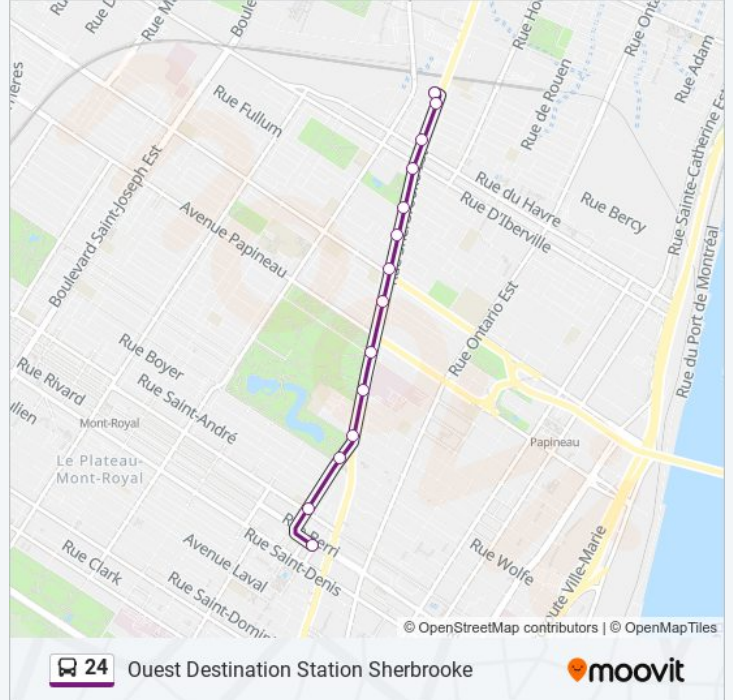 Rue Fullum
Rue de Rouen
Rue Adam
Rue Sainte-Catherine Es
Rue du Havre
Rue D'Iberville
Rue Bercy
Boulevard Saint-Joseph Est
Avenue Papineau
Rue du Port de Montréal
Rue Ontario Est
Rue Boyer
Rue Rivard
Rue Saint-André
Mont-Royal
Papineau
Le Plateau-
Mont-Royal
Rue Berri
Rue Saint-Denis
Rue Wolfe
Avenue Laval
Rue Clark
Rue Saint-Domini
oute Ville-Marie
© OpenStreetMap contributors | © OpenMapTiles
24 Ouest Destination Station Sherbrooke
moovit